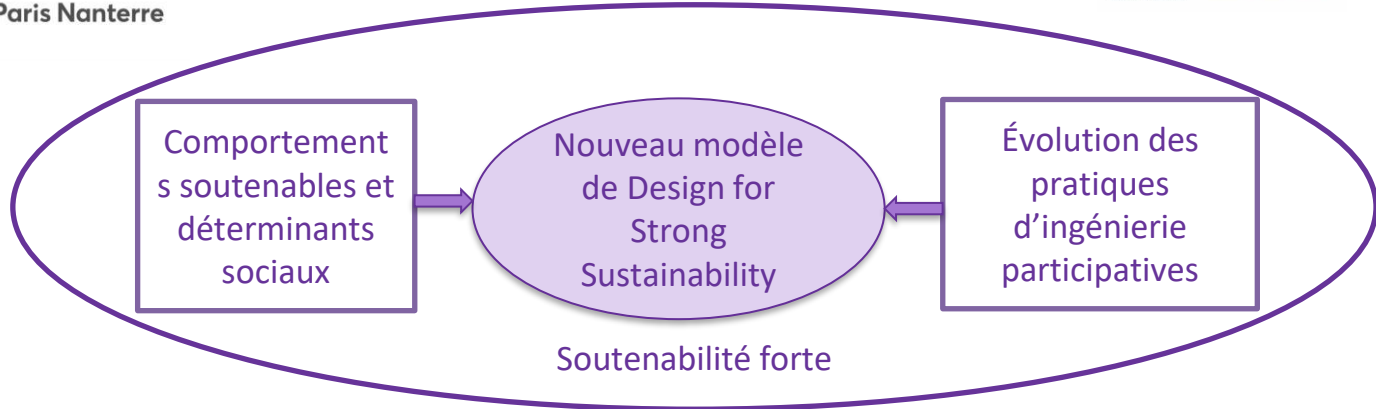 Paris Nanterre
Comportement
s soutenables et
déterminants
sociaux
Nouveau modèle
de Design for
Strong
Sustainability
Évolution des
pratiques
d’ingénierie
participatives
Soutenabilité forte